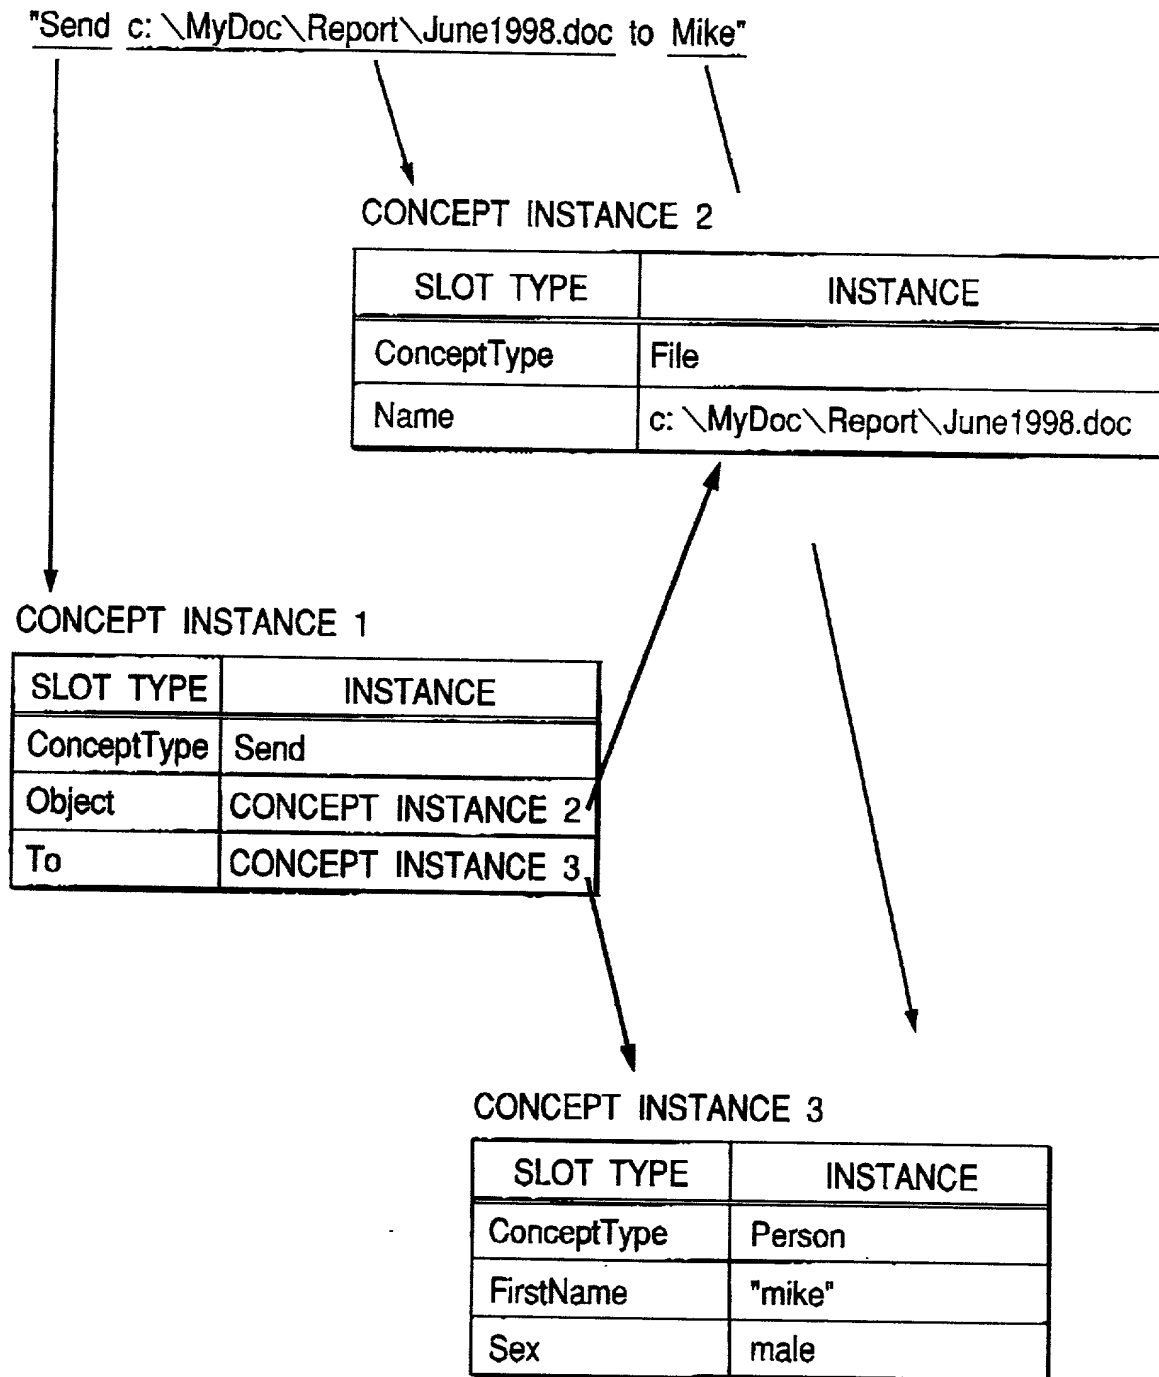 "Send c: \MyDoc\Report\June1998.doc to Mike"
CONCEPT INSTANCE 2
SLOT TYPE INSTANCE
ConceptType File
Name c: \MyDoc\Report\June1998.doc
CONCEPT INSTANCE 1
SLOT TYPE INSTANCE
ConceptType Send
Object CONCEPT INSTANCE 2
To CONCEPT INSTANCE 3
CONCEPT INSTANCE 3
SLOT TYPE INSTANCE
ConceptType Person
FirstName "mike"
Sex male